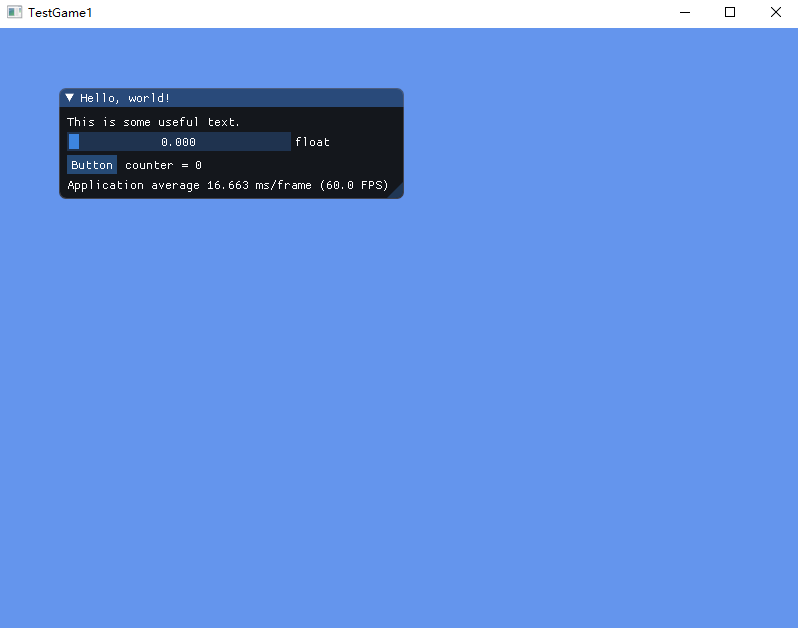 TestGame1
Hello, world!
This is some useful text.
0.000 float
Button counter = 0
Application average 16.663 ms/frame (60.0 FPS)